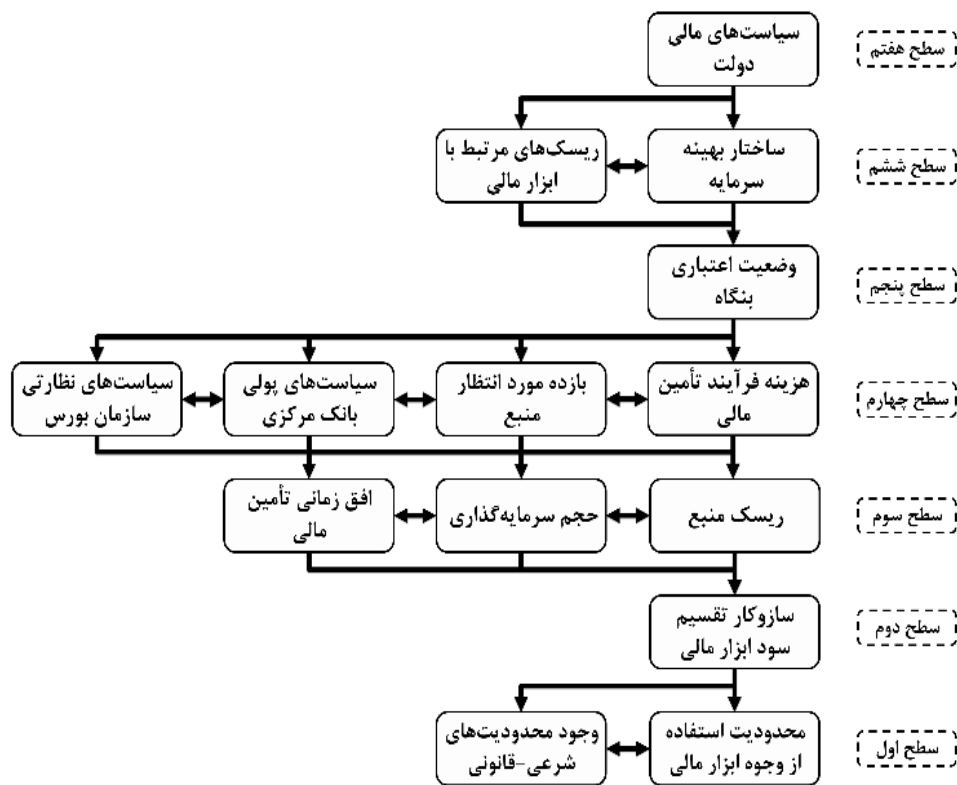 سیاست‌های مالی
دولت
سطح هفتم
ساختار بهینه
سرمایه
ریسک‌های مرتبط با
ابزار مالی
سطح ششم
وضعیت اعتباری
بنگاه
سطح پنجم
هزینه فرآیند تأمین
مالی
بازده مورد انتظار
منبع
سیاست‌های پولی
بانک مرکزی
سیاست‌های نظارتی
سازمان بورس
سطح چهارم
ریسک منبع
حجم سرمایه‌گذاری
افق زمانی تأمین
مالی
سطح سوم
سازوکار تقسیم
سود ابزار مالی
سطح دوم
محدودیت استفاده
از وجوه ابزار مالی
وجود محدودیت‌های
شرعی-قانونی
سطح اول